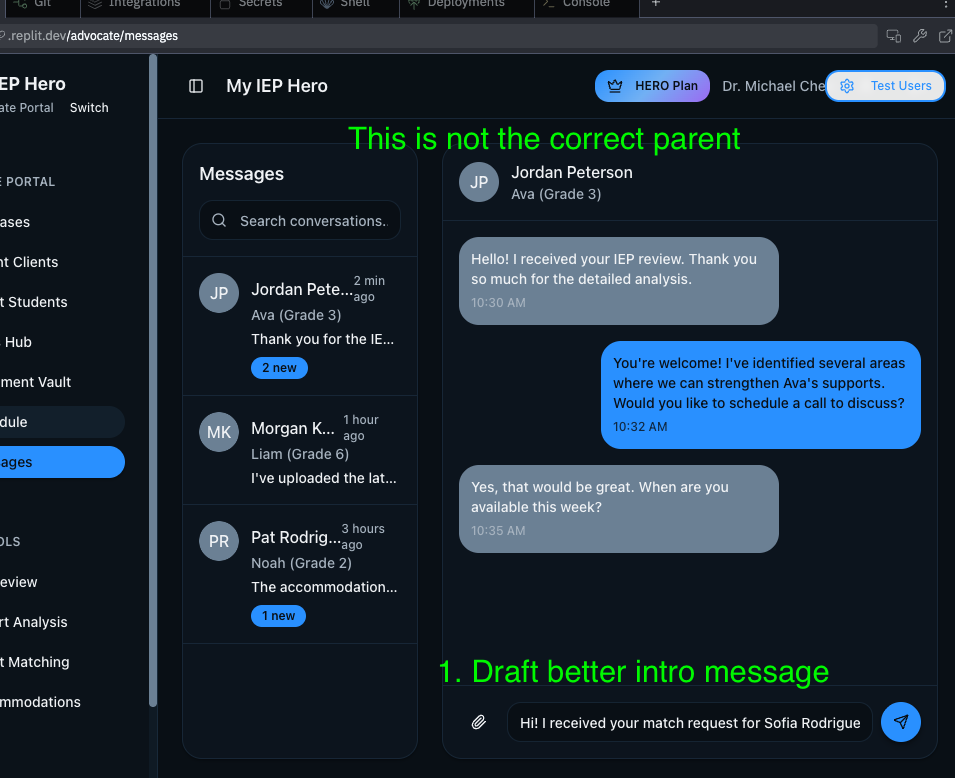 Git
Integrations
Secrets
Shell
Deployments
Console
+
.replit.dev/advocate/messages
IEP Hero
ate Portal Switch
My IEP Hero
HERO Plan
Dr. Michael Che
Test Users
This is not the correct parent
E PORTAL
ases
nt Clients
t Students
s Hub
ment Vault
dule
ages
OLS
eview
rt Analysis
t Matching
mmodations
Messages
Search conversations..
JP
Jordan Pete...
2 min
ago
Ava (Grade 3)
Thank you for the IE...
2 new
MK
Morgan K...
1 hour
ago
Liam (Grade 6)
I've uploaded the lat...
PR
Pat Rodrig...
3 hours
ago
Noah (Grade 2)
The accommodation...
1 new
JP
Jordan Peterson
Ava (Grade 3)
Hello! I received your IEP review. Thank you
so much for the detailed analysis.
10:30 AM
You're welcome! I've identified several areas
where we can strengthen Ava's supports.
Would you like to schedule a call to discuss?
10:32 AM
Yes, that would be great. When are you
available this week?
10:35 AM
1. Draft better intro message
Hi! I received your match request for Sofia Rodrigue